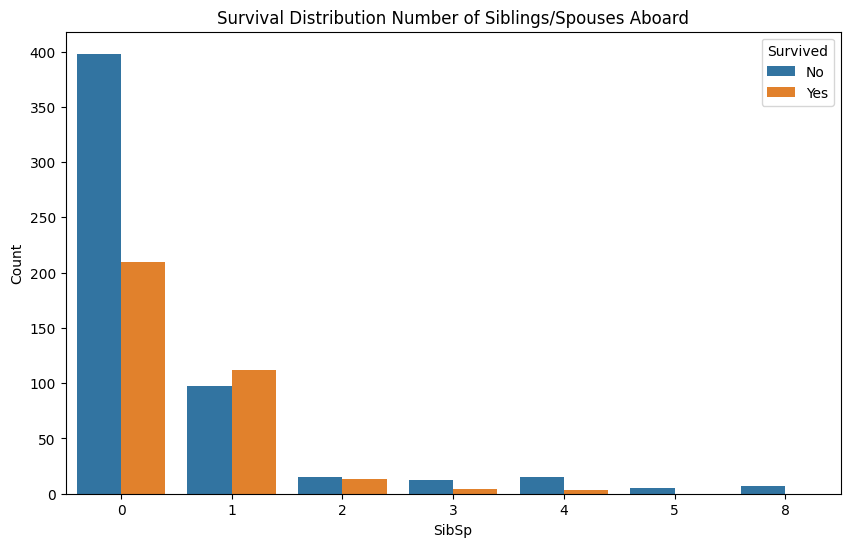 Survival Distribution Number of Siblings/Spouses Aboard
Survived
No
Yes
Count
400
350
300
250
200
150
100
50
0
0 1 2 3 4 5 8
SibSp